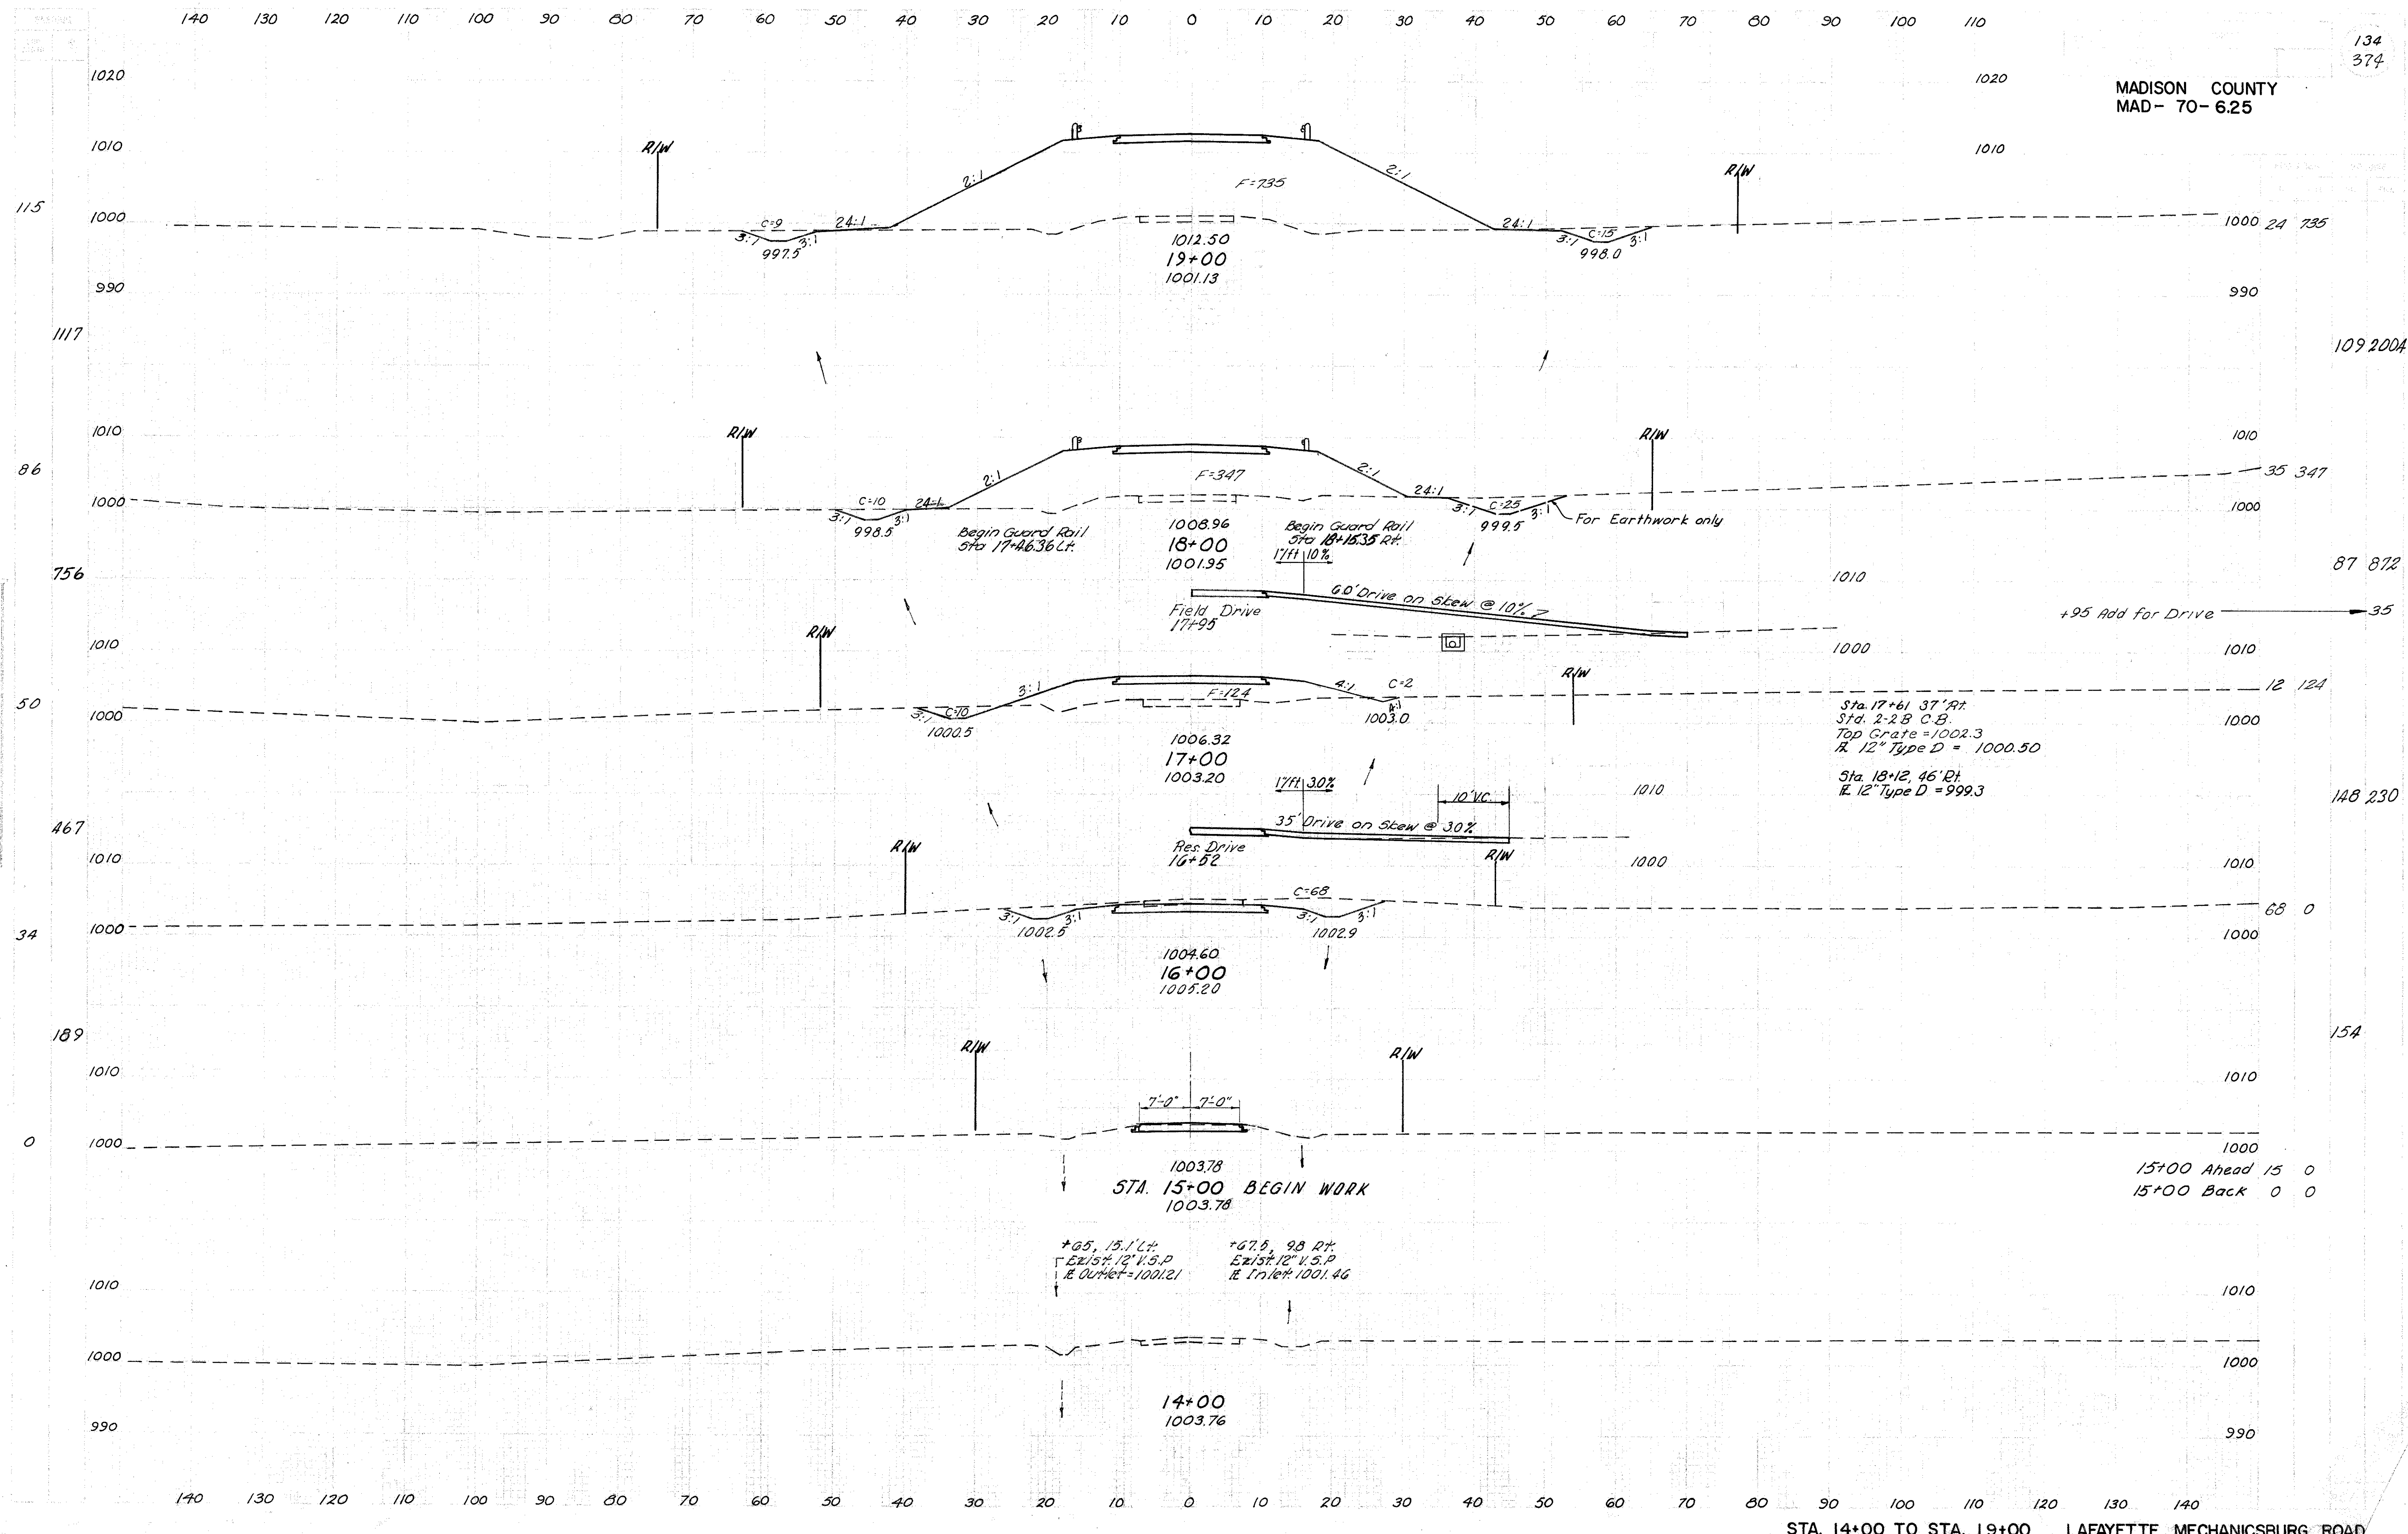 140 130 120 110 100 90 80 70 60 50 40 30 20 10 0 10 20 30 40 50 60 70 80 90 100 110
134
374
MADISON COUNTY
MAD- 70- 6.25
1020 1020
1010 R/W 1010
R/W
2:1 F=735 2:1
115
1000 C=9 24:1 24:1 C=15 1000 24 735
3:1 3:1 3:1 3:1
997.5 998.0
1012.50
19+00
1001.13
990 990
1117 109 2004
1010 R/W R/W 1010
86 2:1 F=347 2:1 35 347
1000 C=10 24:1 24:1 C=25 1000
3:1 3:1 3:1 3:1
998.5 999.5 For Earthwork only
Begin Guard Rail
Sta 17+46.36 Lt.
1008.96
18+00
1001.95
Begin Guard Rail
Sta 18+15.35 Rt.
1"/ft 10%
756 87 872
60' Drive on Skew @ 10% 1010
Field Drive
17+95
+95 Add for Drive 35
1000
1010 R/W 1010
50 3:1 F=124 4:1 C=2 R/W 12 124
1000 3:1 C=10 4:1 1000
1000.5 1003.0
1006.32
17+00
1003.20
Sta. 17+61 37' Rt.
Std. 2-2B C.B.
Top Grate = 1002.3
℄ 12" Type D = 1000.50
Sta. 18+12, 46' Rt.
℄ 12" Type D = 999.3
1"/ft 3.0% 10' V.C. 1010
467 148 230
35' Drive on Skew @ 3.0%
Res. Drive
16+52
1010 R/W R/W 1000 1010
C=68
34 1000 3:1 3:1 3:1 3:1 68 0
1002.5 1002.9 1000
1004.60
16+00
1005.20
189 154
R/W R/W
1010 1010
7'-0" 7'-0"
0 1000 1000
1003.78
STA. 15+00 BEGIN WORK
1003.78
15+00 Ahead 15 0
15+00 Back 0 0
+65, 15.1' Lt.
Exist. 12" V.S.P
℄ Outlet = 1001.21
+67.5, 9.8 Rt.
Exist. 12" V.S.P
℄ Inlet. 1001.46
1010 1010
1000 1000
14+00
1003.76
990 990
140 130 120 110 100 90 80 70 60 50 40 30 20 10 0 10 20 30 40 50 60 70 80 90 100 110 120 130 140
STA. 14+00 TO STA. 19+00 LAFAYETTE MECHANICSBURG ROAD